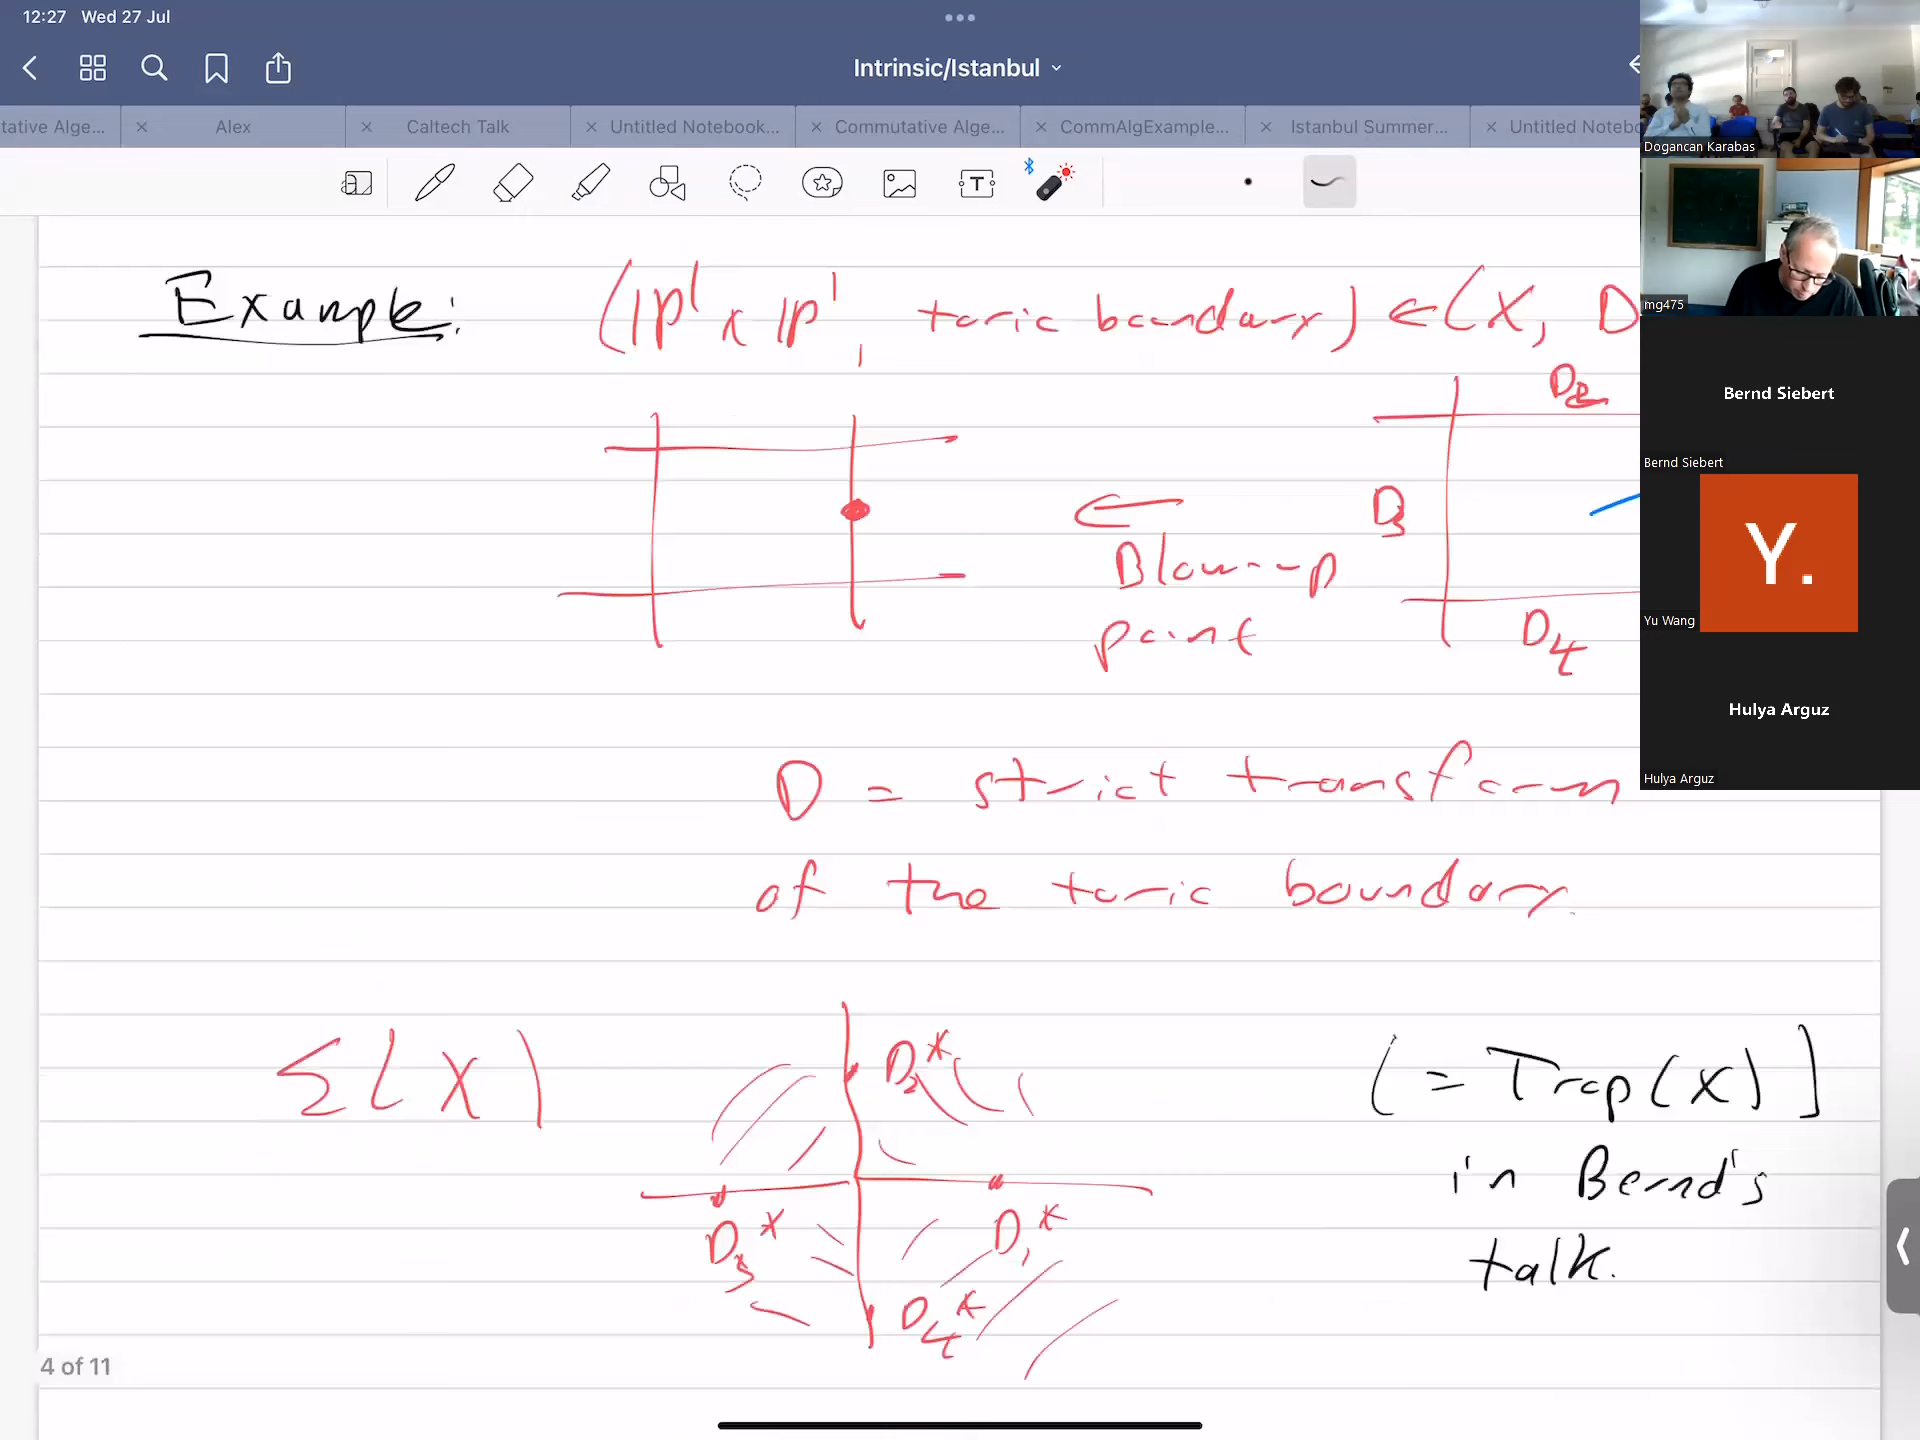 12:27 Wed 27 Jul
Intrinsic/Istanbul
tative Alge... Alex Caltech Talk Untitled Notebook... Commutative Alge... CommAlgExample... Istanbul Summer... Untitled Notebo
Example: (IP¹ x IP¹, toric boundary) ← (X, D
D₂
D₃
Blow-up
point
D₄
D = strict transform
of the toric boundary.
Σ(X) D₂* (= Trop(X))
in Bernd's
D₃* D₁*
talk.
D₄*
4 of 11
Dogancan Karabas
mg475
Bernd Siebert
Bernd Siebert
Y.
Yu Wang
Hulya Arguz
Hulya Arguz